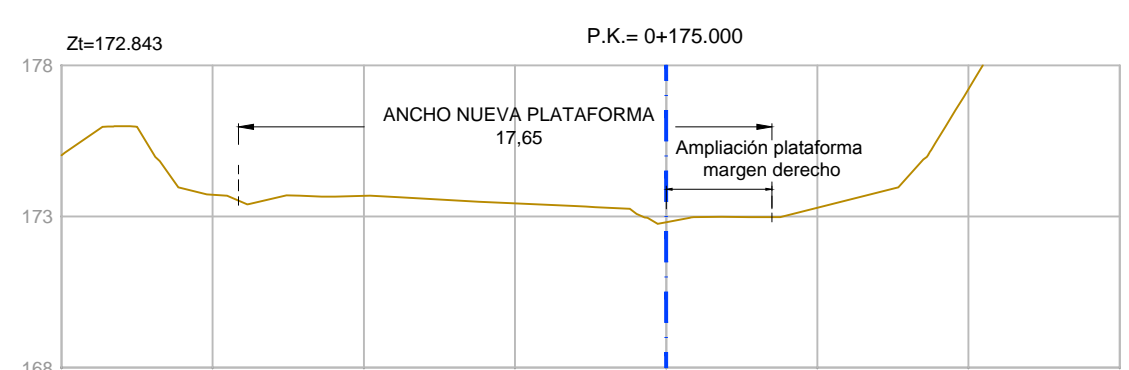 Zt=172.843
P.K.= 0+175.000
178
ANCHO NUEVA PLATAFORMA
17,65
Ampliación plataforma
margen derecho
173
168